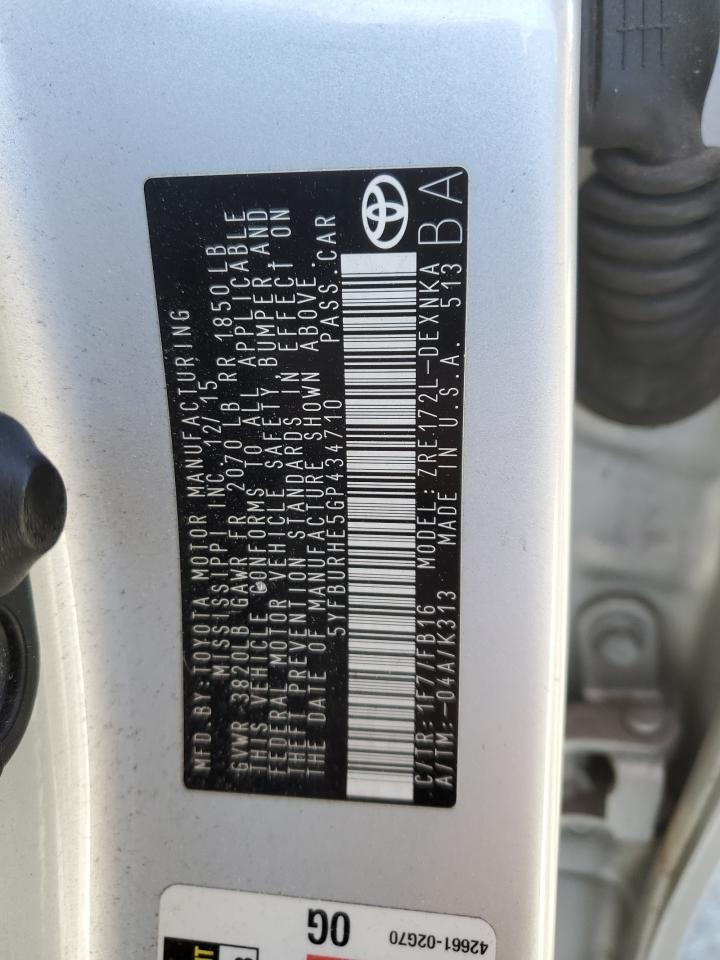 MFD BY: TOYOTA MOTOR MANUFACTURING
MISSISSIPPI INC. 12/15
GVWR 3820LB GAWR FR 2070 LB RR 1850LB
THIS VEHICLE CONFORMS TO ALL APPLICABLE
FEDERAL MOTOR VEHICLE SAFETY BUMPER AND
THEFT PREVENTION STANDARDS IN EFFECT ON
THE DATE OF MANUFACTURE SHOWN ABOVE.
5YFBURHE5GP434710 PASS.CAR
C/TR:1F7/FB16 MODEL:ZRE172L-DEXNKA
A/TM:-04A/K313 MADE IN U.S.A. 513
BA
0G
42661-02G70